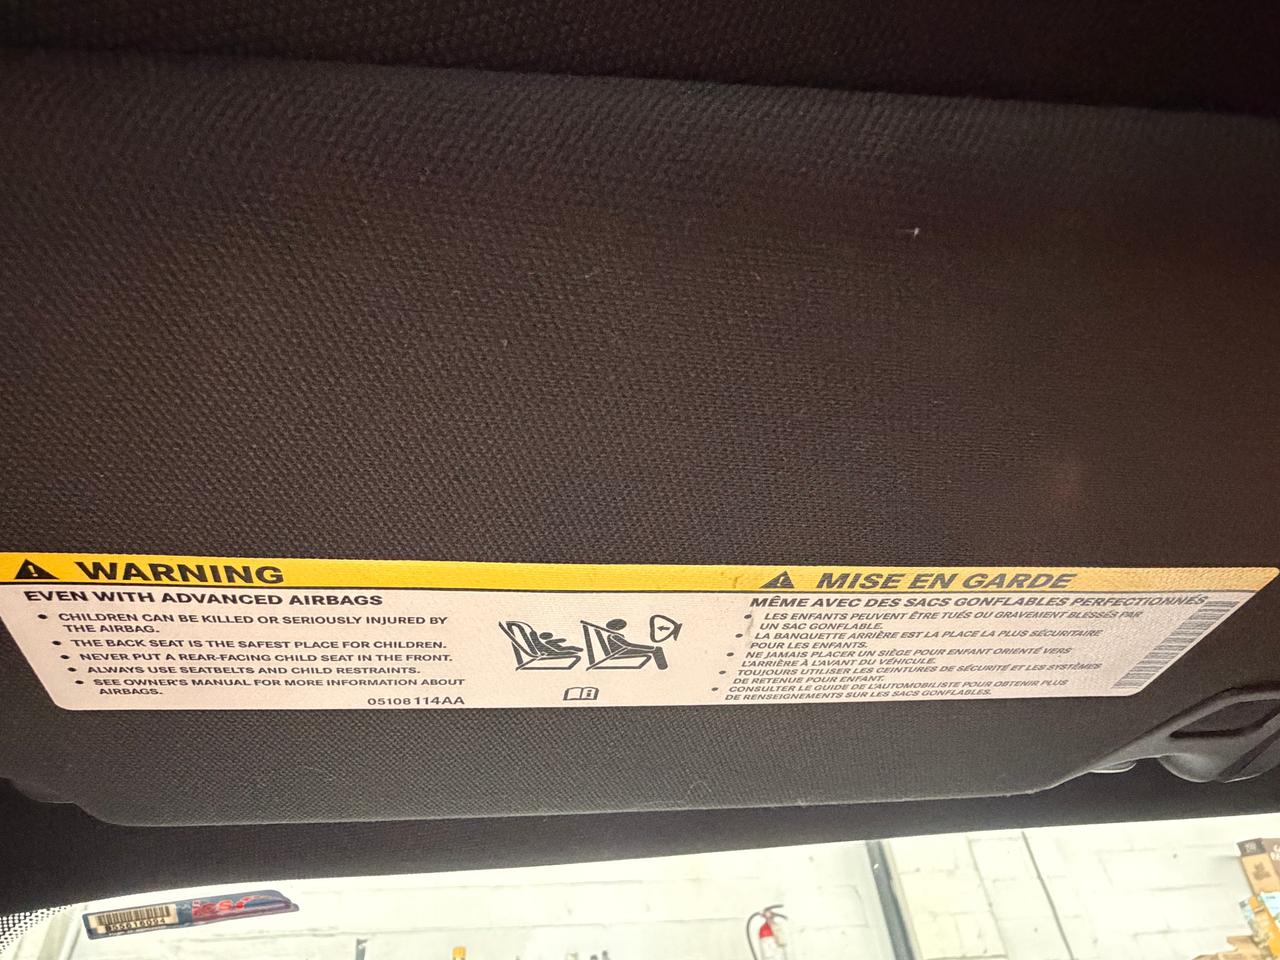 WARNING
EVEN WITH ADVANCED AIRBAGS
• CHILDREN CAN BE KILLED OR SERIOUSLY INJURED BY
THE AIRBAG.
• THE BACK SEAT IS THE SAFEST PLACE FOR CHILDREN.
• NEVER PUT A REAR-FACING CHILD SEAT IN THE FRONT.
• ALWAYS USE SEATBELTS AND CHILD RESTRAINTS.
• SEE OWNER'S MANUAL FOR MORE INFORMATION ABOUT
AIRBAGS.
05108114AA
MISE EN GARDE
MÊME AVEC DES SACS GONFLABLES PERFECTIONNÉS
• LES ENFANTS PEUVENT ÊTRE TUÉS OU GRAVEMENT BLESSÉS PAR
UN SAC GONFLABLE.
• LA BANQUETTE ARRIÈRE EST LA PLACE LA PLUS SÉCURITAIRE
POUR LES ENFANTS.
• NE JAMAIS PLACER UN SIÈGE POUR ENFANT ORIENTÉ VERS
L'ARRIÈRE À L'AVANT DU VÉHICULE.
• TOUJOURS UTILISER LES CEINTURES DE SÉCURITÉ ET LES SYSTÈMES
DE RETENUE POUR ENFANT.
• CONSULTER LE GUIDE DE L'AUTOMOBILISTE POUR OBTENIR PLUS
DE RENSEIGNEMENTS SUR LES SACS GONFLABLES.